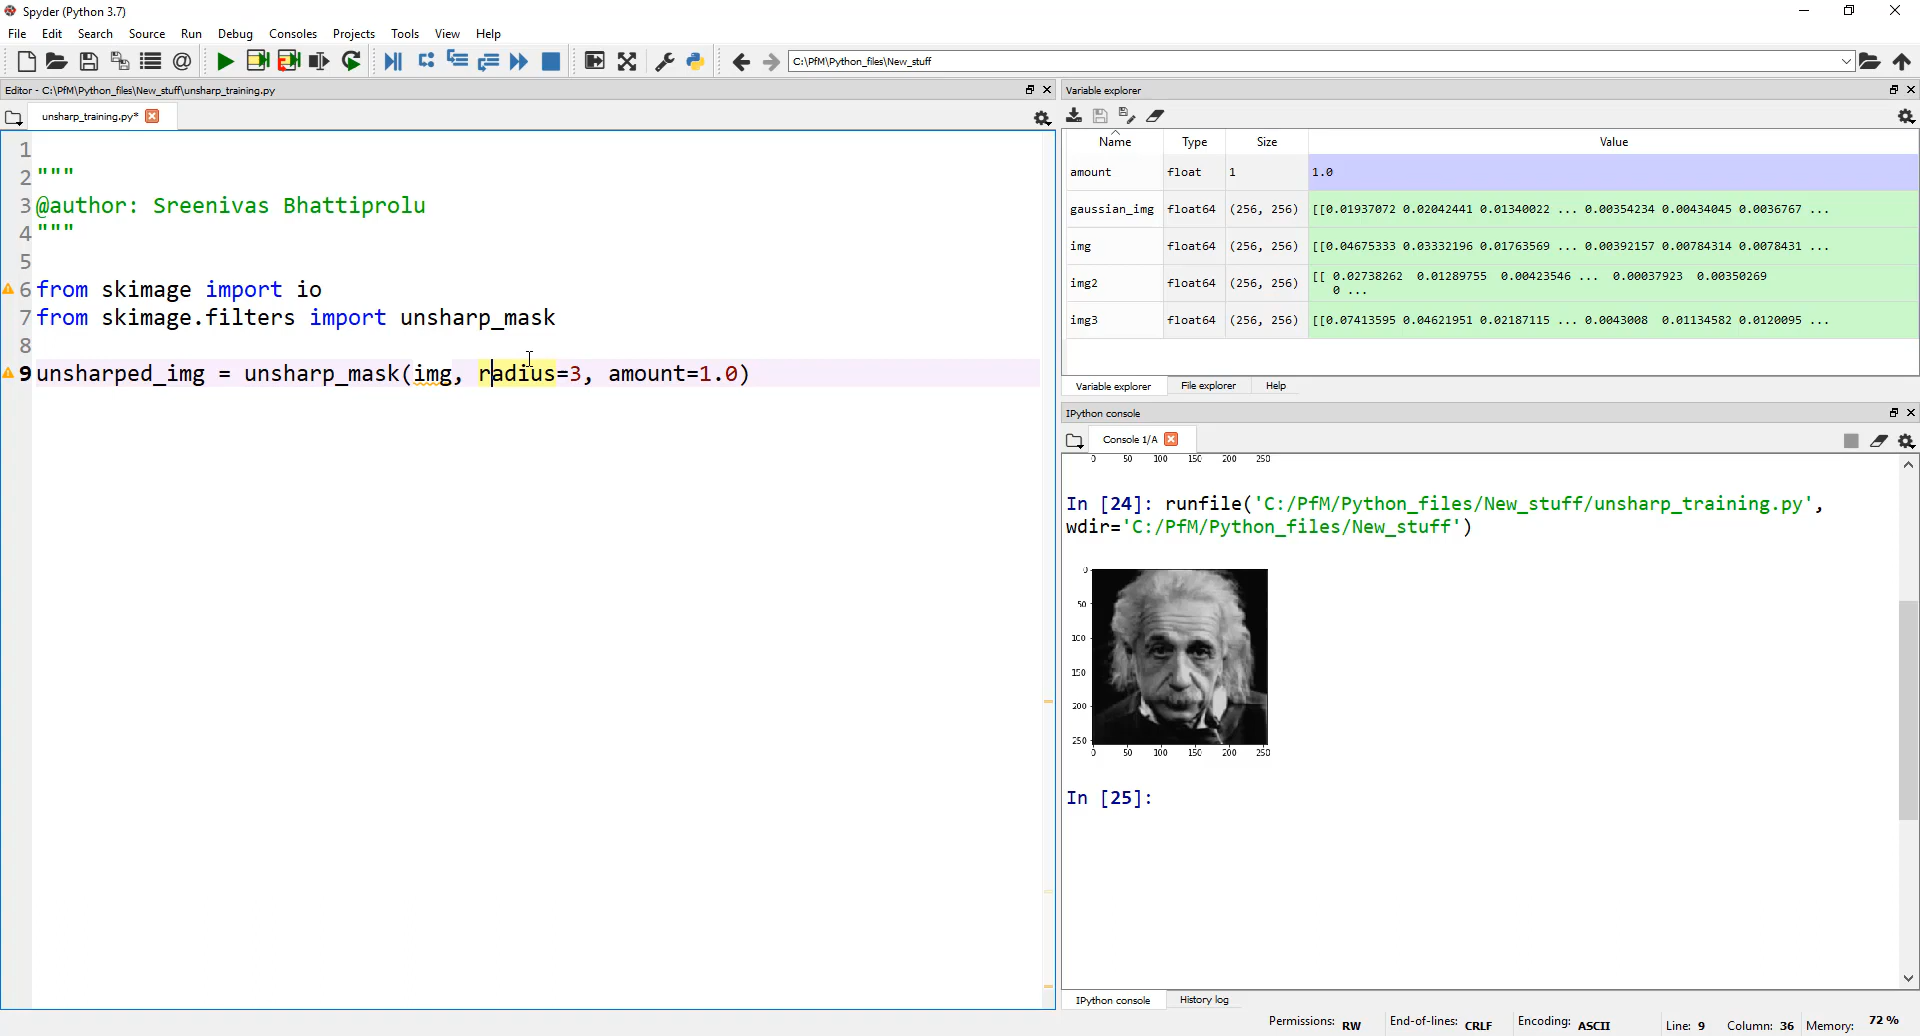 Spyder (Python 3.7)
File Edit Search Source Run Debug Consoles Projects Tools View Help
C:\PfM\Python_files\New_stuff
Editor - C:\PfM\Python_files\New_stuff\unsharp_training.py
unsharp_training.py*
1
2 """
3 @author: Sreenivas Bhattiprolu
4 """
5
6 from skimage import io
7 from skimage.filters import unsharp_mask
8
9 unsharped_img = unsharp_mask(img, radius=3, amount=1.0)
Variable explorer
Name Type Size Value
amount float 1 1.0
gaussian_img float64 (256, 256) [[0.01937072 0.02042441 0.01340022 ... 0.00354234 0.00434045 0.0036767 ...
img float64 (256, 256) [[0.04675333 0.03332196 0.01763569 ... 0.00392157 0.00784314 0.0078431 ...
img2 float64 (256, 256) [[ 0.02738262 0.01289755 0.00423546 ... 0.00037923 0.00350269
0 ...
img3 float64 (256, 256) [[0.07413595 0.04621951 0.02187115 ... 0.0043008 0.01134582 0.0120095 ...
Variable explorer File explorer Help
IPython console
Console 1/A
0 50 100 150 200 250
In [24]: runfile('C:/PfM/Python_files/New_stuff/unsharp_training.py',
wdir='C:/PfM/Python_files/New_stuff')
0
50
100
150
200
250
0 50 100 150 200 250
In [25]:
IPython console History log
Permissions: RW End-of-lines: CRLF Encoding: ASCII Line: 9 Column: 36 Memory: 72 %